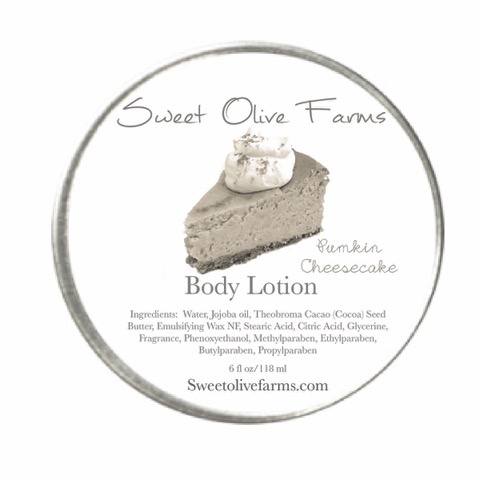 Sweet Olive Farms
Pumkin
Cheesecake
Body Lotion
Ingredients: Water, Jojoba oil, Theobroma Cacao (Cocoa) Seed
Butter, Emulsifying Wax NF, Stearic Acid, Citric Acid, Glycerine,
Fragrance, Phenoxyethanol, Methylparaben, Ethylparaben,
Butylparaben, Propylparaben
6 fl oz/118 ml
Sweetolivefarms.com